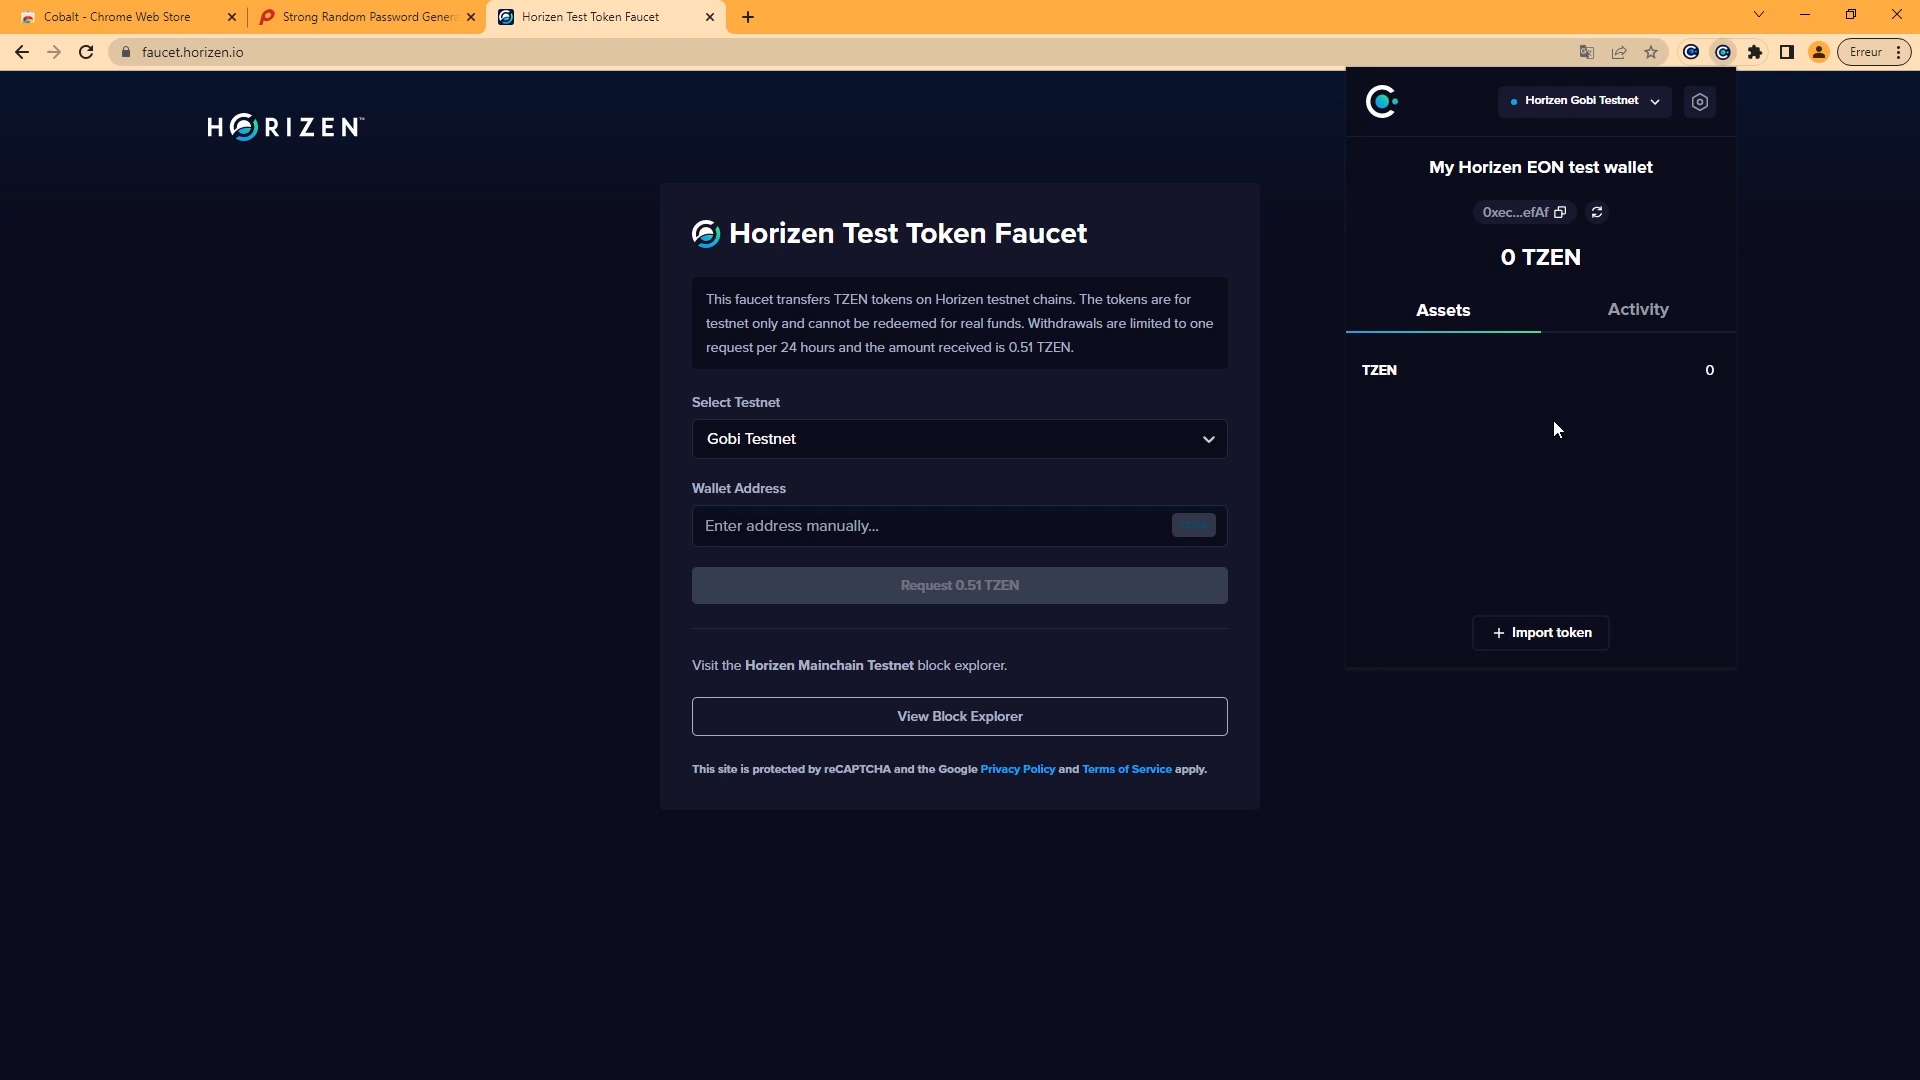 Cobalt - Chrome Web Store
Strong Random Password Genera
Horizen Test Token Faucet
faucet.horizen.io
Erreur
HORIZEN™
Horizen Gobi Testnet
My Horizen EON test wallet
0xec...efAf
0 TZEN
Assets
Activity
TZEN
0
Import token
Horizen Test Token Faucet
This faucet transfers TZEN tokens on Horizen testnet chains. The tokens are for
testnet only and cannot be redeemed for real funds. Withdrawals are limited to one
request per 24 hours and the amount received is 0.51 TZEN.
Select Testnet
Gobi Testnet
Wallet Address
Enter address manually...
Request 0.51 TZEN
Visit the Horizen Mainchain Testnet block explorer.
View Block Explorer
This site is protected by reCAPTCHA and the Google Privacy Policy and Terms of Service apply.